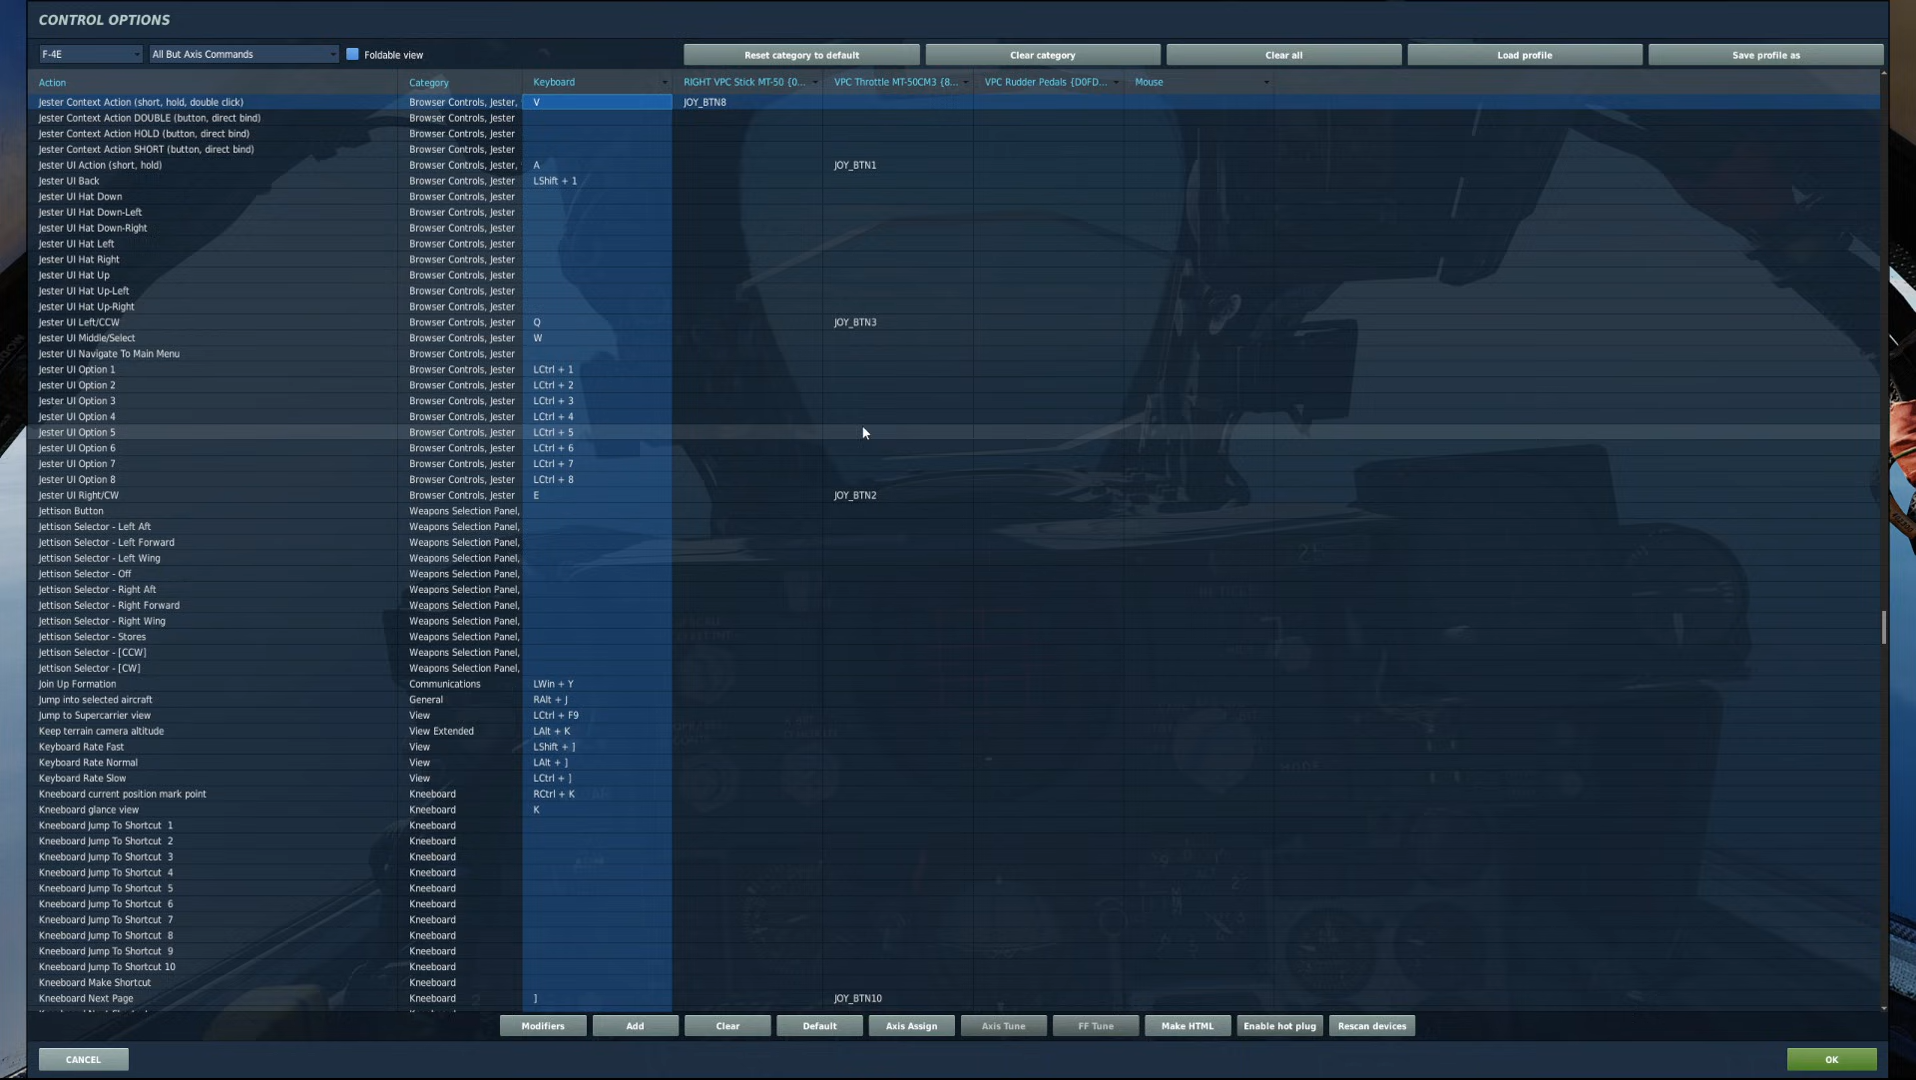 CONTROL OPTIONS
F-4E All But Axis Commands Foldable view Reset category to default Clear category Clear all Load profile Save profile as
Action Category Keyboard RIGHT VPC Stick MT-50 {0... VPC Throttle MT-50CM3 {8... VPC Rudder Pedals {D0FD... Mouse
Jester Context Action (short, hold, double click) Browser Controls, Jester, V JOY_BTN8
Jester Context Action DOUBLE (button, direct bind) Browser Controls, Jester
Jester Context Action HOLD (button, direct bind) Browser Controls, Jester
Jester Context Action SHORT (button, direct bind) Browser Controls, Jester
Jester UI Action (short, hold) Browser Controls, Jester, A JOY_BTN1
Jester UI Back Browser Controls, Jester LShift + 1
Jester UI Hat Down Browser Controls, Jester
Jester UI Hat Down-Left Browser Controls, Jester
Jester UI Hat Down-Right Browser Controls, Jester
Jester UI Hat Left Browser Controls, Jester
Jester UI Hat Right Browser Controls, Jester
Jester UI Hat Up Browser Controls, Jester
Jester UI Hat Up-Left Browser Controls, Jester
Jester UI Hat Up-Right Browser Controls, Jester
Jester UI Left/CCW Browser Controls, Jester Q JOY_BTN3
Jester UI Middle/Select Browser Controls, Jester W
Jester UI Navigate To Main Menu Browser Controls, Jester
Jester UI Option 1 Browser Controls, Jester LCtrl + 1
Jester UI Option 2 Browser Controls, Jester LCtrl + 2
Jester UI Option 3 Browser Controls, Jester LCtrl + 3
Jester UI Option 4 Browser Controls, Jester LCtrl + 4
Jester UI Option 5 Browser Controls, Jester LCtrl + 5
Jester UI Option 6 Browser Controls, Jester LCtrl + 6
Jester UI Option 7 Browser Controls, Jester LCtrl + 7
Jester UI Option 8 Browser Controls, Jester LCtrl + 8
Jester UI Right/CW Browser Controls, Jester E JOY_BTN2
Jettison Button Weapons Selection Panel,
Jettison Selector - Left Aft Weapons Selection Panel,
Jettison Selector - Left Forward Weapons Selection Panel,
Jettison Selector - Left Wing Weapons Selection Panel,
Jettison Selector - Off Weapons Selection Panel,
Jettison Selector - Right Aft Weapons Selection Panel,
Jettison Selector - Right Forward Weapons Selection Panel,
Jettison Selector - Right Wing Weapons Selection Panel,
Jettison Selector - Stores Weapons Selection Panel,
Jettison Selector - [CCW] Weapons Selection Panel,
Jettison Selector - [CW] Weapons Selection Panel,
Join Up Formation Communications LWin + Y
Jump into selected aircraft General RAlt + J
Jump to Supercarrier view View LCtrl + F9
Keep terrain camera altitude View Extended LAlt + K
Keyboard Rate Fast View LShift + ]
Keyboard Rate Normal View LAlt + ]
Keyboard Rate Slow View LCtrl + ]
Kneeboard current position mark point Kneeboard RCtrl + K
Kneeboard glance view Kneeboard K
Kneeboard Jump To Shortcut 1 Kneeboard
Kneeboard Jump To Shortcut 2 Kneeboard
Kneeboard Jump To Shortcut 3 Kneeboard
Kneeboard Jump To Shortcut 4 Kneeboard
Kneeboard Jump To Shortcut 5 Kneeboard
Kneeboard Jump To Shortcut 6 Kneeboard
Kneeboard Jump To Shortcut 7 Kneeboard
Kneeboard Jump To Shortcut 8 Kneeboard
Kneeboard Jump To Shortcut 9 Kneeboard
Kneeboard Jump To Shortcut 10 Kneeboard
Kneeboard Make Shortcut Kneeboard
Kneeboard Next Page Kneeboard ] JOY_BTN10
Modifiers Add Clear Default Axis Assign Axis Tune FF Tune Make HTML Enable hot plug Rescan devices
CANCEL OK